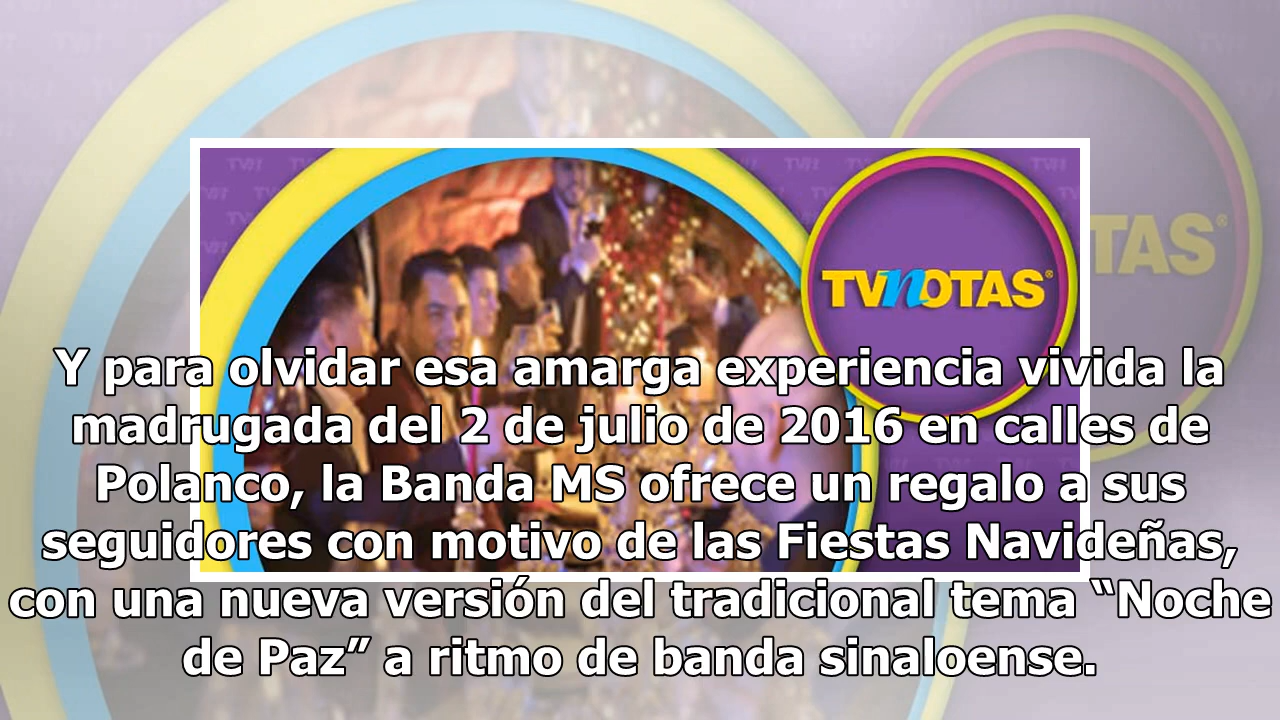 TVnOTAS
TAS
Y para olvidar esa amarga experiencia vivida la
madrugada del 2 de julio de 2016 en calles de
Polanco, la Banda MS ofrece un regalo a sus
seguidores con motivo de las Fiestas Navideñas,
con una nueva versión del tradicional tema “Noche
de Paz” a ritmo de banda sinaloense.